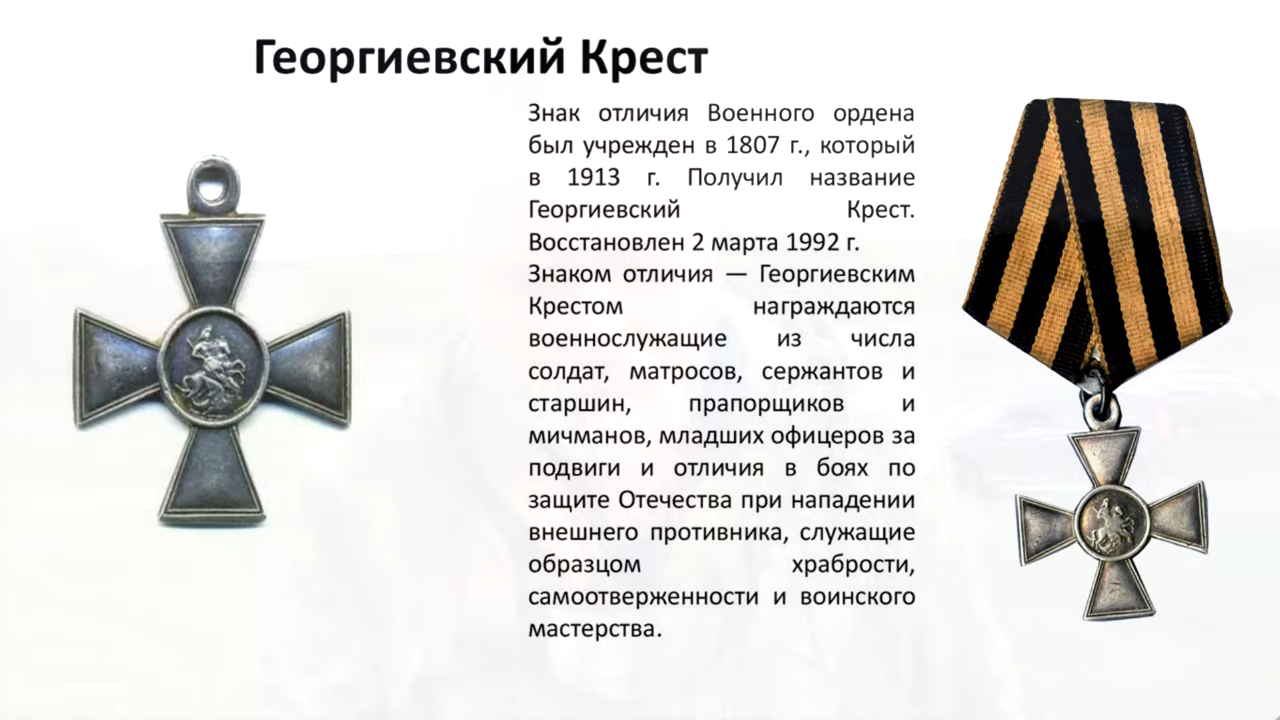 Георгиевский Крест
Знак отличия Военного ордена
был учрежден в 1807 г., который
в 1913 г. Получил название
Георгиевский Крест.
Восстановлен 2 марта 1992 г.
Знаком отличия — Георгиевским
Крестом награждаются
военнослужащие из числа
солдат, матросов, сержантов и
старшин, прапорщиков и
мичманов, младших офицеров за
подвиги и отличия в боях по
защите Отечества при нападении
внешнего противника, служащие
образцом храбрости,
самоотверженности и воинского
мастерства.